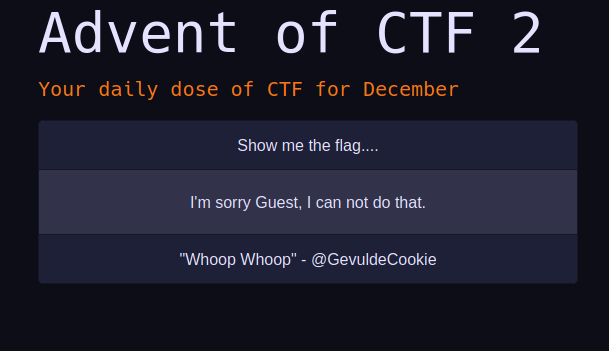 Advent of CTF 2
Your daily dose of CTF for December
Show me the flag....
I'm sorry Guest, I can not do that.
"Whoop Whoop" - @GevuldeCookie